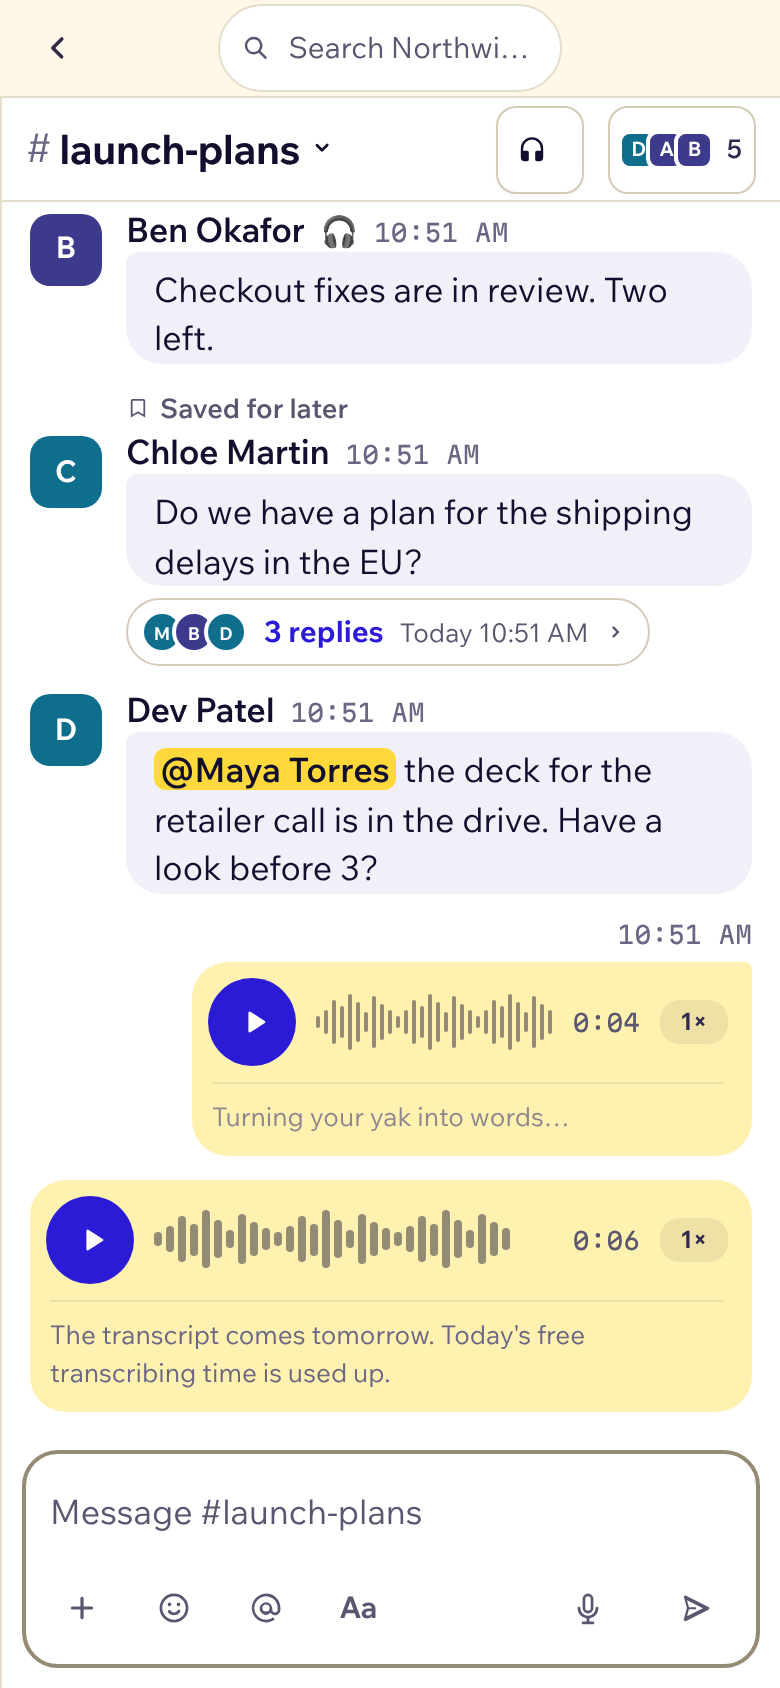 Search Northwi...
# launch-plans
D A B 5
B
Ben Okafor 10:51 AM
Checkout fixes are in review. Two
left.
Saved for later
C
Chloe Martin 10:51 AM
Do we have a plan for the shipping
delays in the EU?
M B D 3 replies Today 10:51 AM
D
Dev Patel 10:51 AM
@Maya Torres the deck for the
retailer call is in the drive. Have a
look before 3?
10:51 AM
0:04 1×
Turning your yak into words...
0:06 1×
The transcript comes tomorrow. Today's free
transcribing time is used up.
Message #launch-plans
Aa